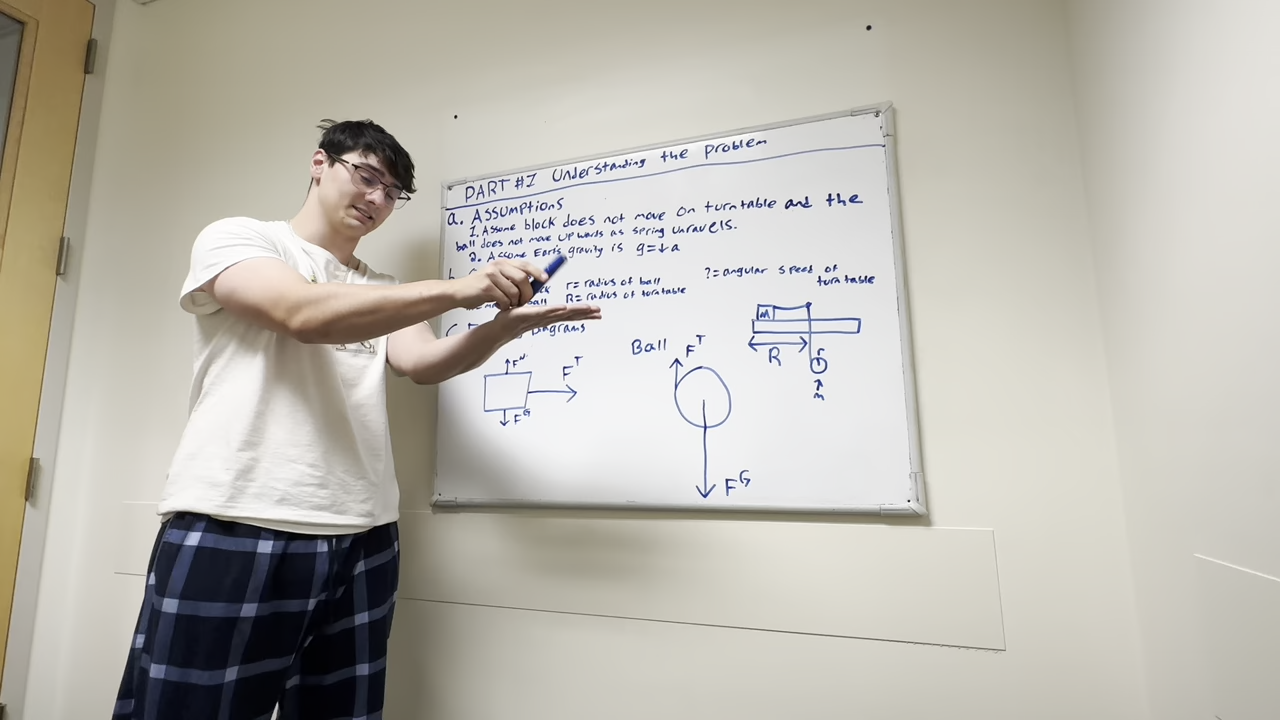 PART #I Understanding the Problem
a. Assumptions
1. Assume block does not move on turntable and the
ball does not move upwards as spring unravels.
2. Assume Earth's gravity is g=↓a
r= radius of ball
ball R= radius of turntable
?= angular speed of
turntable
c. Diagrams
F^N
F^T
F^G
Ball
F^T
F^G
M
R
r
m